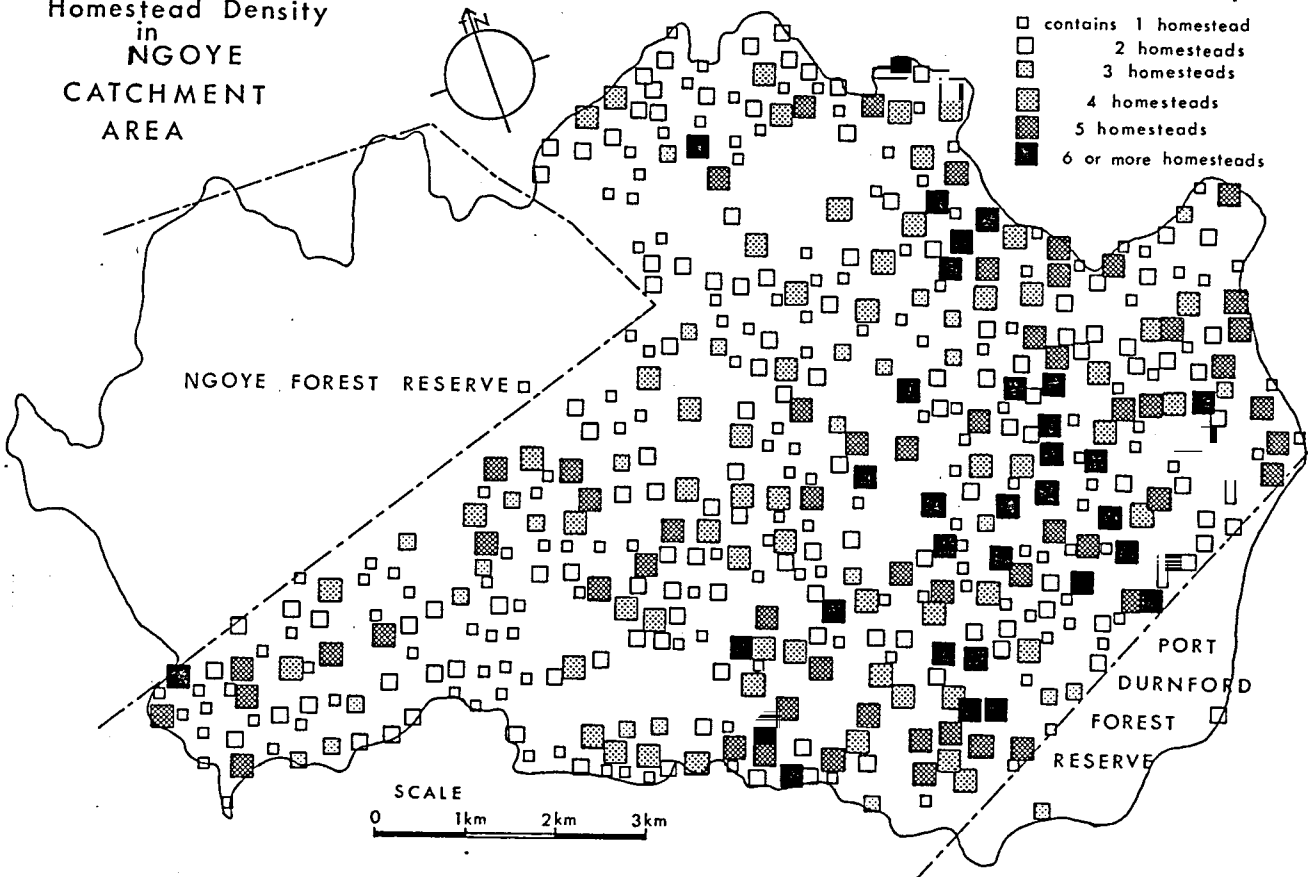 Homestead Density
in
NGOYE
CATCHMENT
AREA
N
contains 1 homestead
2 homesteads
3 homesteads
4 homesteads
5 homesteads
6 or more homesteads
NGOYE FOREST RESERVE
PORT
DURNFORD
FOREST
RESERVE
SCALE
0 1km 2km 3km